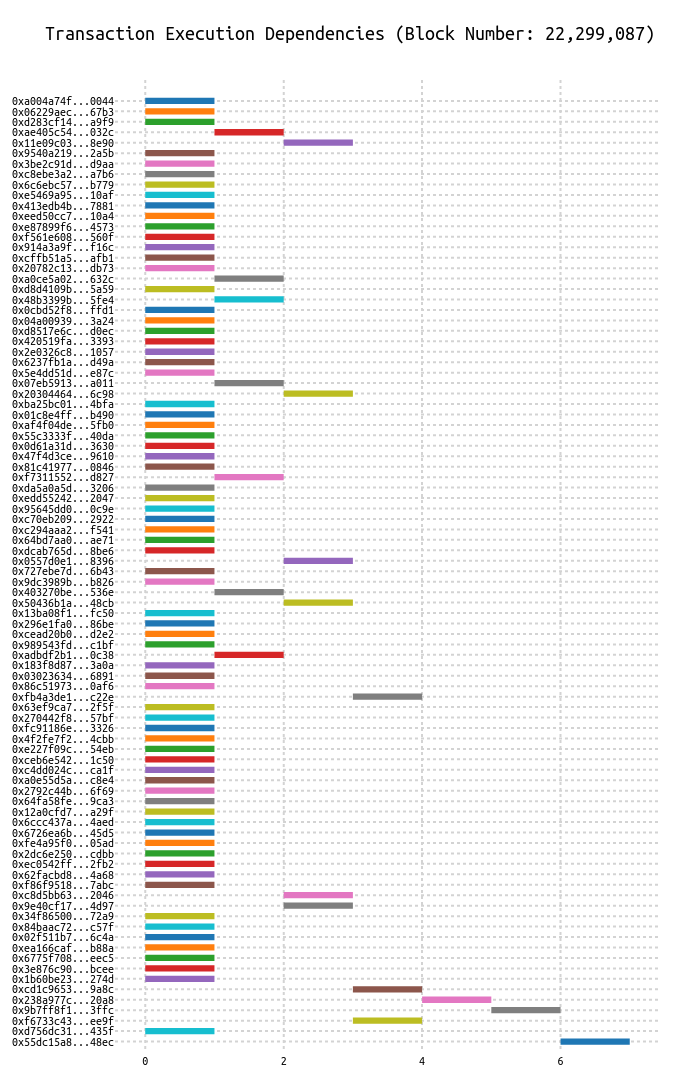 Transaction Execution Dependencies (Block Number: 22,299,087)
0xa004a74f...0044
0x06229aec...67b3
0xd283cf14...a9f9
0xae405c54...032c
0x11e09c03...8e90
0x9540a219...2a5b
0x3be2c91d...d9aa
0xc8ebe3a2...a7b6
0x6c6ebc57...b779
0xe5469a95...10af
0x413edb4b...7881
0xeed50cc7...10a4
0xe87899f6...4573
0xf561e608...560f
0x914a3a9f...f16c
0xcffb51a5...afb1
0x20782c13...db73
0xa0ce5a02...632c
0xd8d4109b...5a59
0x48b3399b...5fe4
0x0cbd52f8...ffd1
0x04a00939...3a24
0xd8517e6c...d0ec
0x420519fa...3393
0x2e0326c8...1057
0x6237fb1a...d49a
0x5e4dd51d...e87c
0x07eb5913...a011
0x20304464...6c98
0xba25bc01...4bfa
0x01c8e4ff...b490
0xaf4f04de...5fb0
0x55c3333f...40da
0x0d61a31d...3630
0x47f4d3ce...9610
0x81c41977...0846
0xf7311552...d827
0xda5a0a5d...3206
0xedd55242...2047
0x95645dd0...0c9e
0xc70eb209...2922
0xc294aaa2...f541
0x64bd7aa0...ae71
0xdcab765d...8be6
0x0557d0e1...8396
0x727ebe7d...6b43
0x9dc3989b...b826
0x403270be...536e
0x50436b1a...48cb
0x13ba08f1...fc50
0x296e1fa0...86be
0xcead20b0...d2e2
0x989543fd...c1bf
0xadbdf2b1...0c38
0x183f8d87...3a0a
0x03023634...6891
0x86c51973...0af6
0xfb4a3de1...c22e
0x63ef9ca7...2f5f
0x270442f8...57bf
0xfc91186e...3326
0x4f2fe7f2...4cbb
0xe227f09c...54eb
0xceb6e542...1c50
0xc4dd024c...ca1f
0xa0e55d5a...c8e4
0x2792c44b...6f69
0x64fa58fe...9ca3
0x12a0cfd7...a29f
0x6ccc437a...4aed
0x6726ea6b...45d5
0xfe4a95f0...05ad
0x2dc6e250...cdbb
0xec0542ff...2fb2
0x62facbd8...4a68
0xf86f9518...7abc
0xc8d5bb63...2046
0x9e40cf17...4d97
0x34f86500...72a9
0x84baac72...c57f
0x02f511b7...6c4a
0xea166caf...b88a
0x6775f708...eec5
0x3e876c90...bcee
0x1b60be23...274d
0xcd1c9653...9a8c
0x238a977c...20a8
0x9b7ff8f1...3ffc
0xf6733c43...ee9f
0xd756dc31...435f
0x55dc15a8...48ec
0 2 4 6